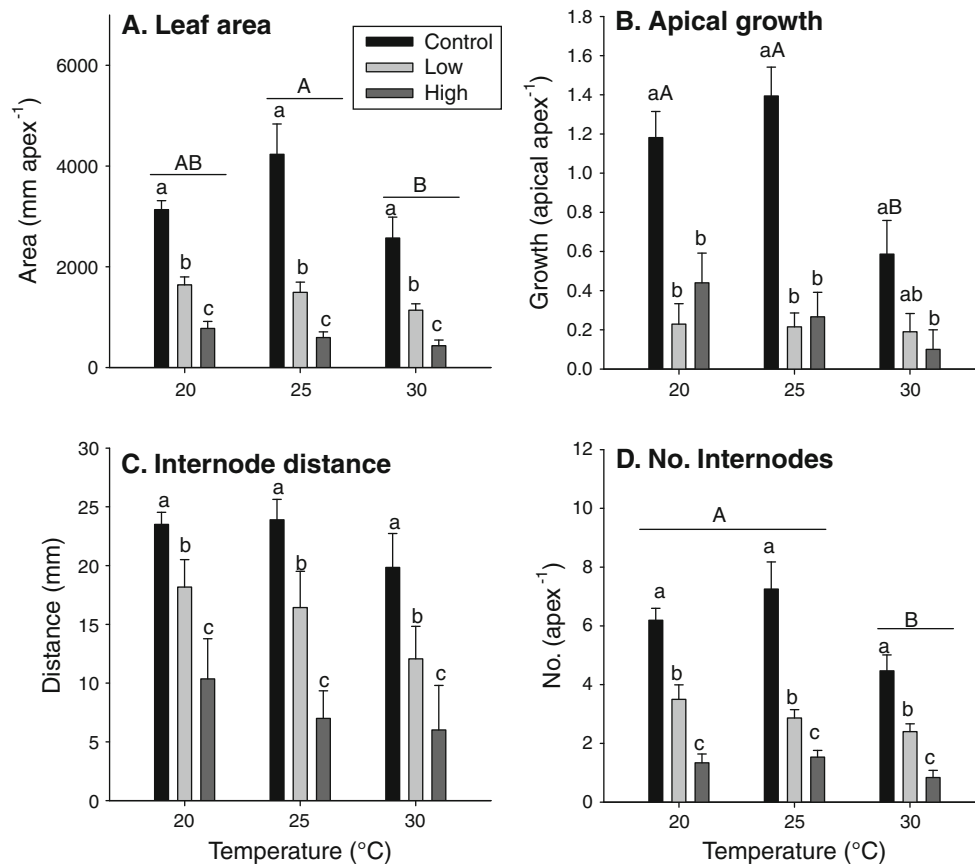 A. Leaf area
Control
Low
High
Area (mm apex⁻¹)
6000
4000
2000
0
AB
A
B
a
b
c
a
b
c
a
b
c
20
25
30
B. Apical growth
Growth (apical apex⁻¹)
1.8
1.6
1.4
1.2
1.0
0.8
0.6
0.4
0.2
0.0
aA
b
b
aA
b
b
aB
ab
b
20
25
30
C. Internode distance
Distance (mm)
30
25
20
15
10
5
0
a
b
c
a
b
c
a
b
c
20
25
30
Temperature (°C)
D. No. Internodes
No. (apex⁻¹)
12
10
8
6
4
2
0
A
B
a
b
c
a
b
c
a
b
c
20
25
30
Temperature (°C)